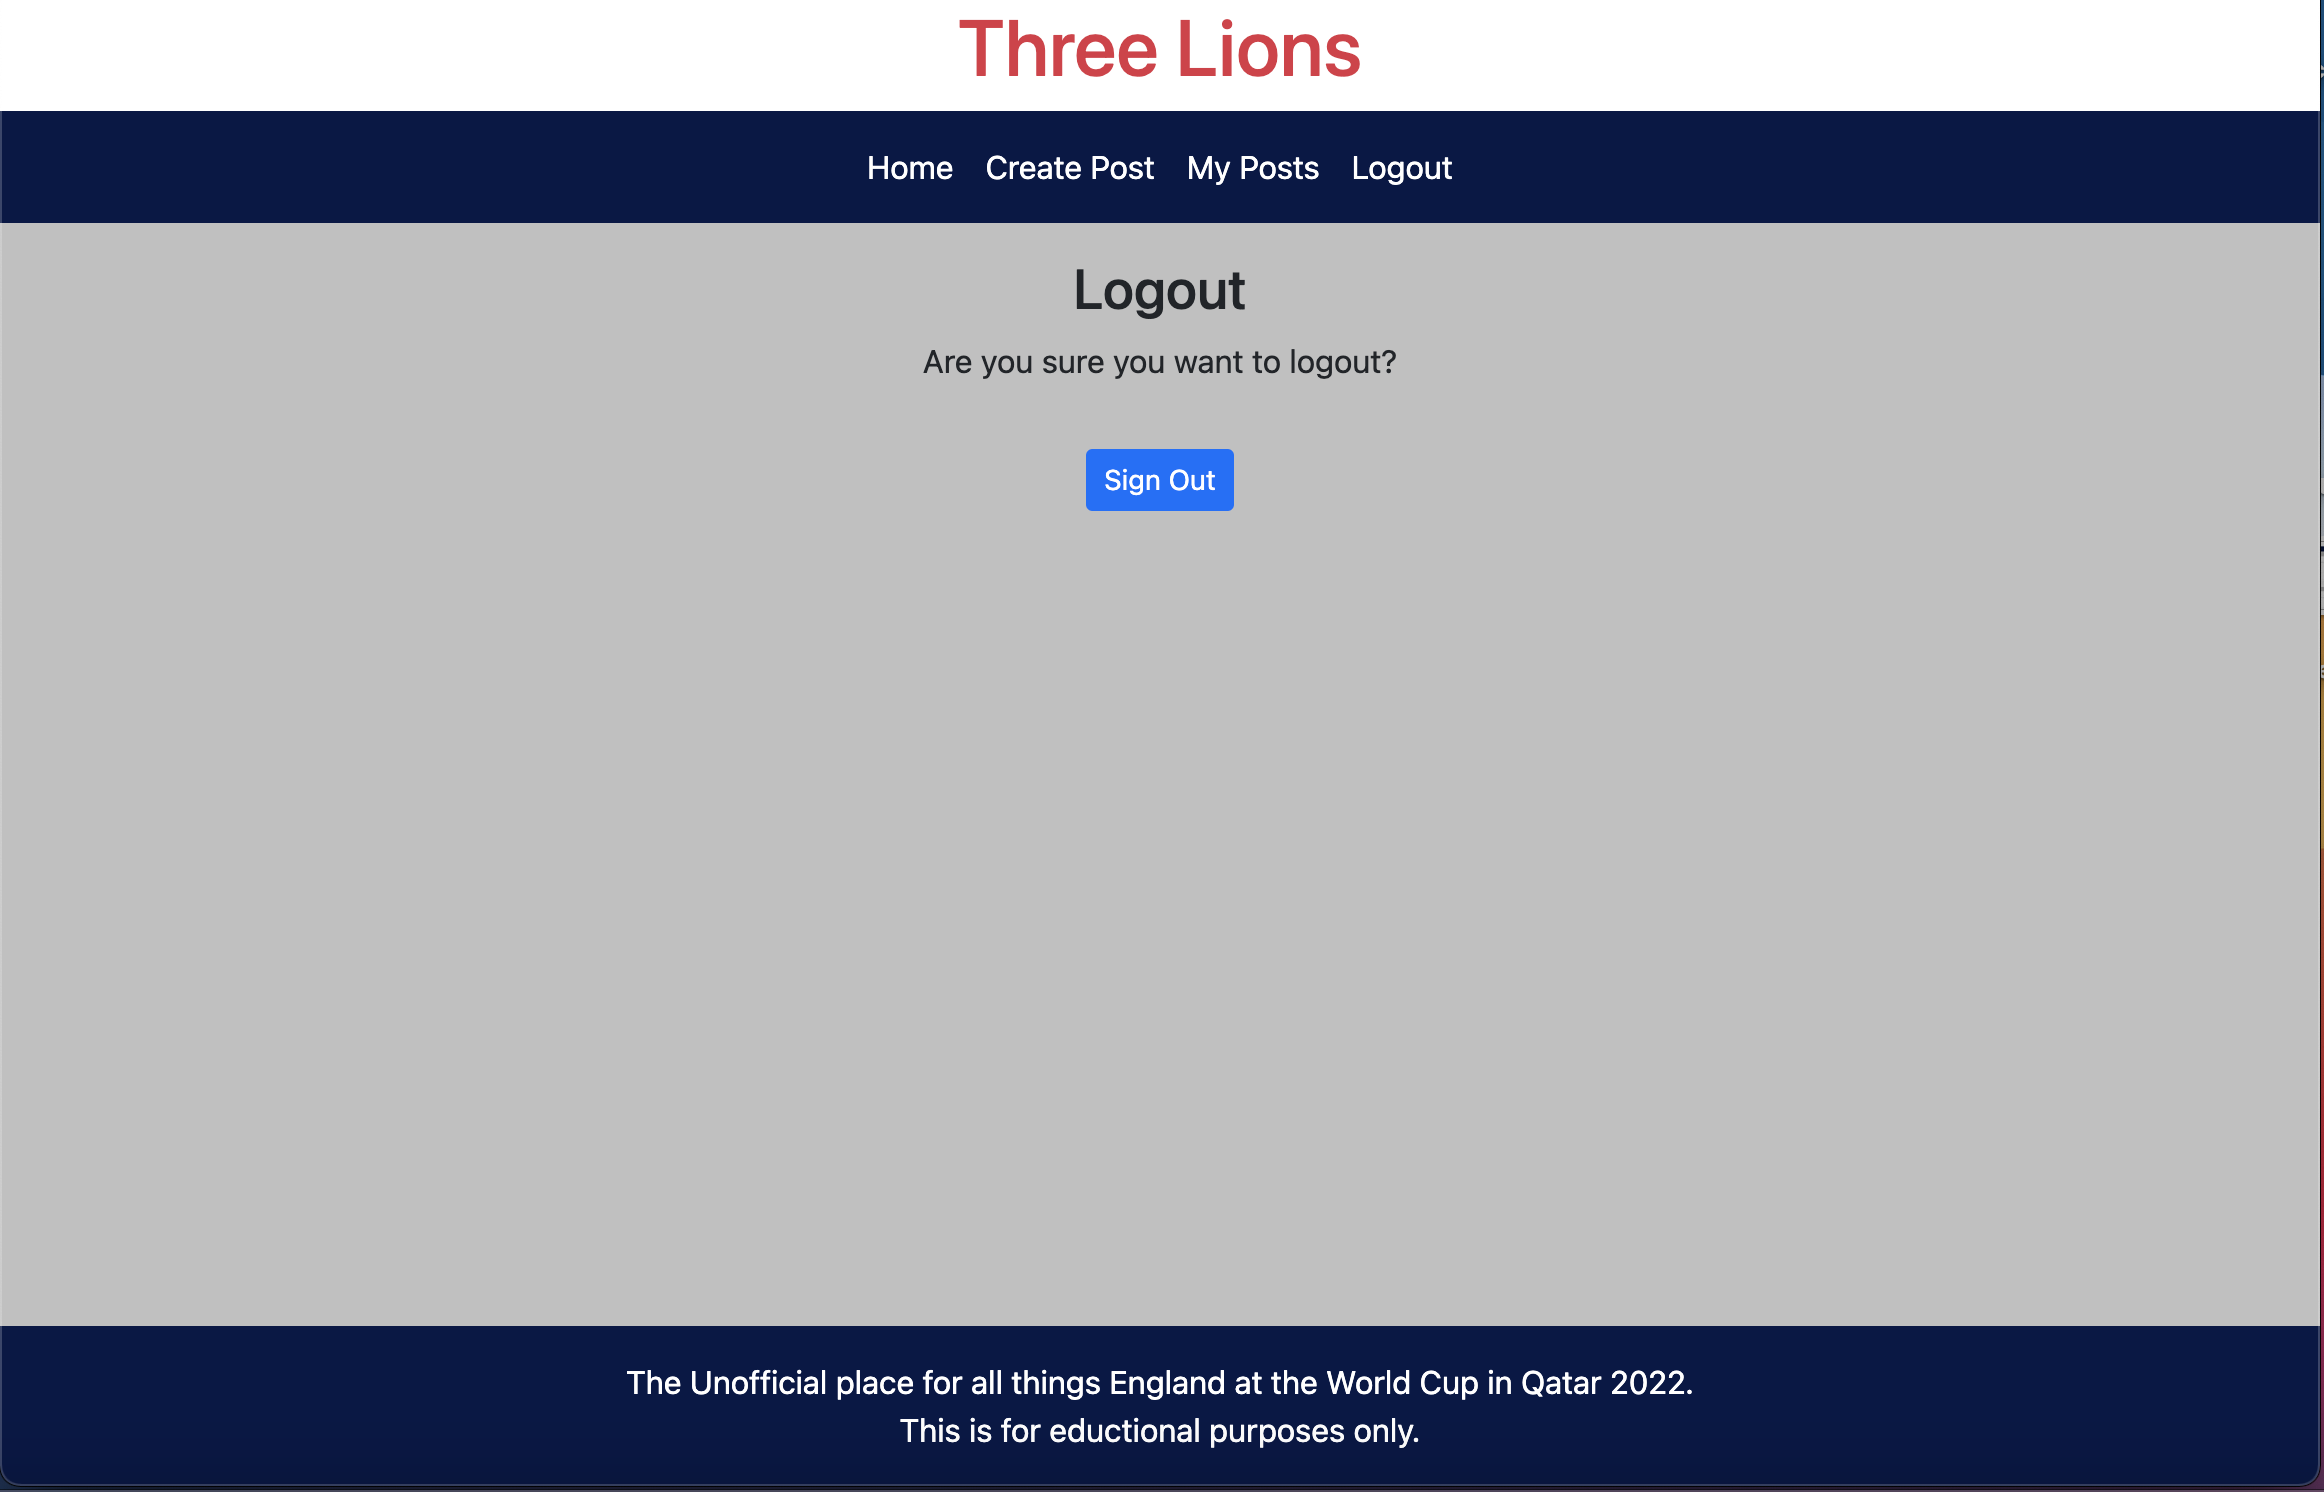 Three Lions
Home Create Post My Posts Logout
Logout
Are you sure you want to logout?
Sign Out
The Unofficial place for all things England at the World Cup in Qatar 2022.
This is for eductional purposes only.